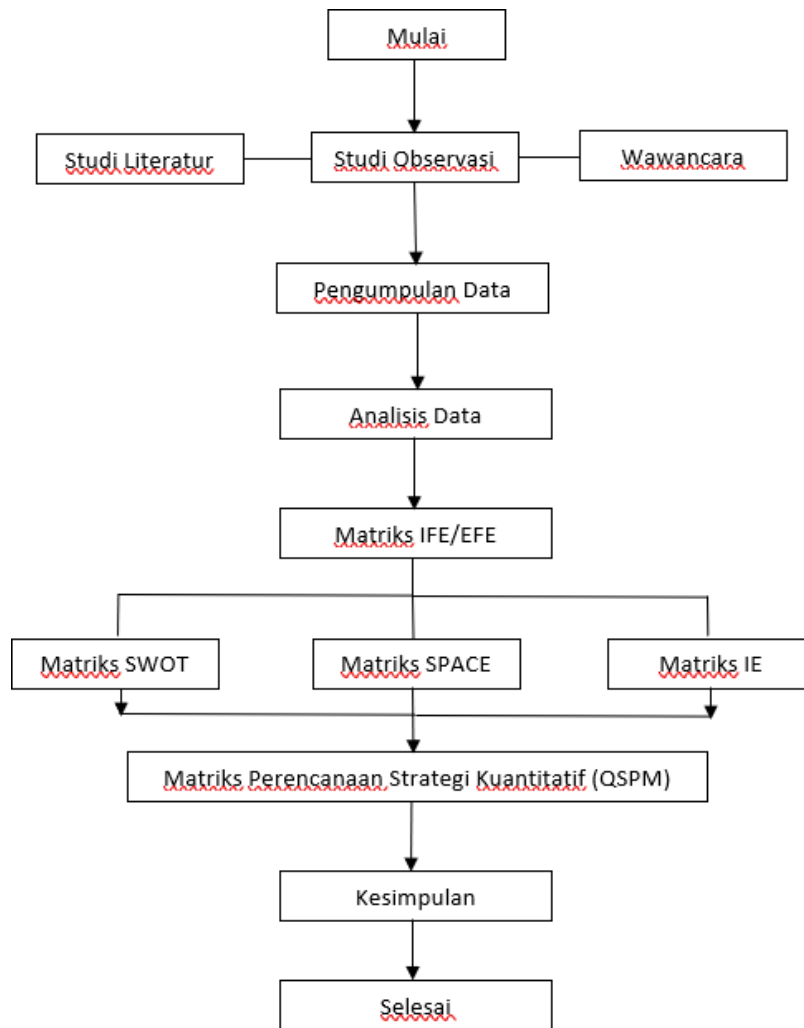 Mulai
Studi Literatur
Studi Observasi
Wawancara
Pengumpulan Data
Analisis Data
Matriks IFE/EFE
Matriks SWOT
Matriks SPACE
Matriks IE
Matriks Perencanaan Strategi Kuantitatif (QSPM)
Kesimpulan
Selesai